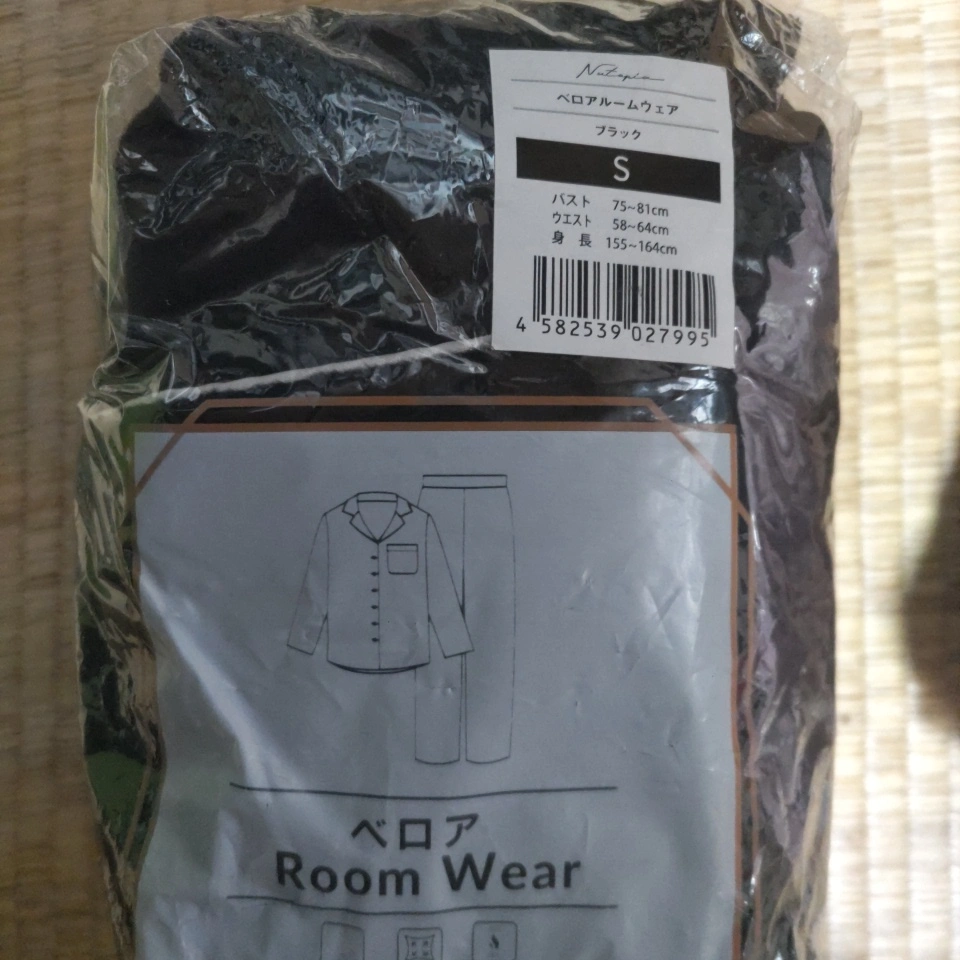 Nutopia
ベロアルームウェア
ブラック
S
バスト 75~81cm
ウエスト 58~64cm
身長 155~164cm
4 582539 027995
ベロア
Room Wear